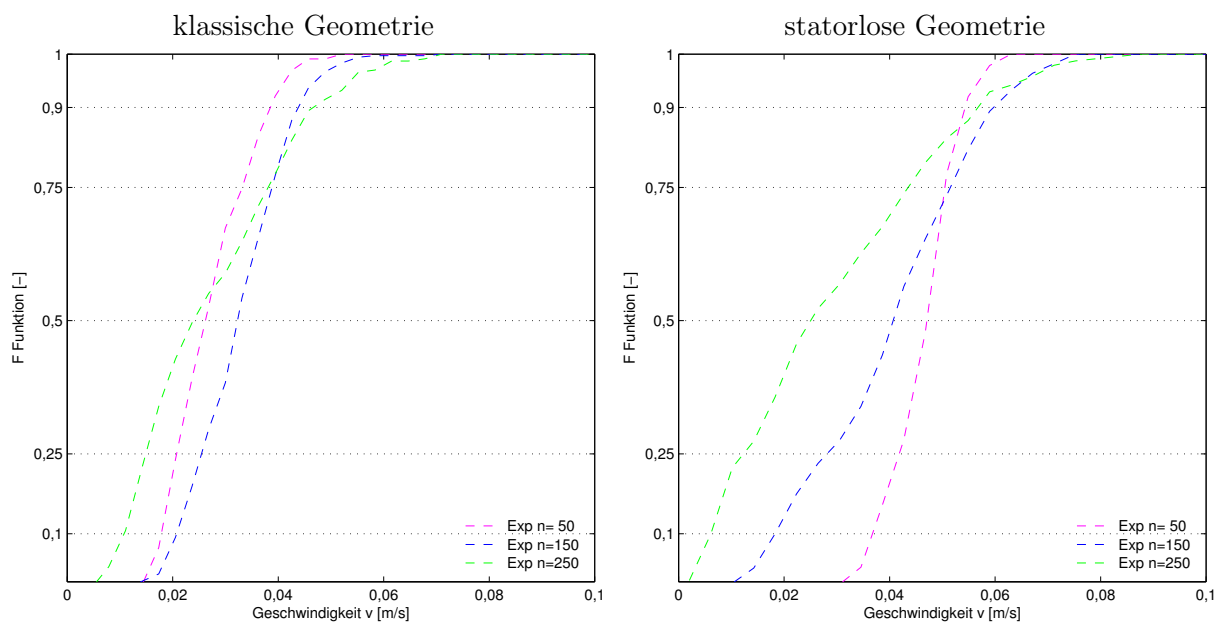 klassische Geometrie
1
0,9
0,75
0,5
0,25
0,1
F Funktion [–]
0
0,02
0,04
0,06
0,08
0,1
Geschwindigkeit v [m/s]
Exp n= 50
Exp n=150
Exp n=250
statorlose Geometrie
1
0,9
0,75
0,5
0,25
0,1
F Funktion [–]
0
0,02
0,04
0,06
0,08
0,1
Geschwindigkeit v [m/s]
Exp n= 50
Exp n=150
Exp n=250